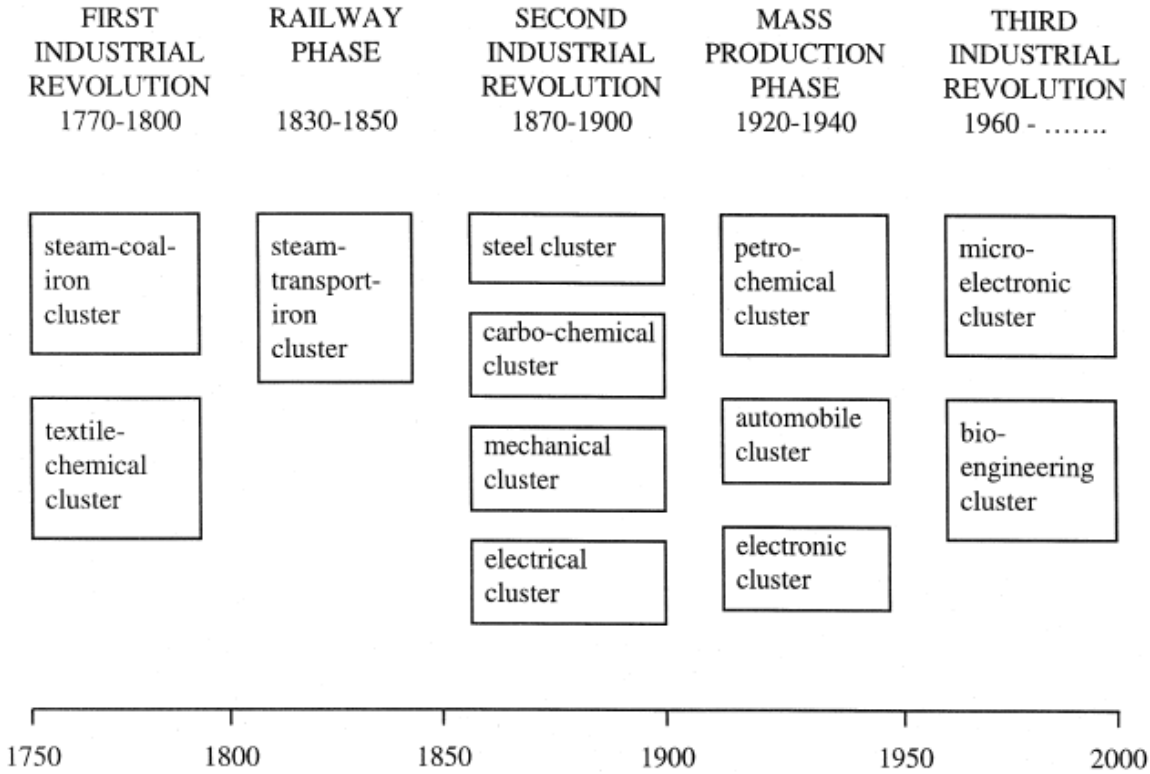 FIRST
INDUSTRIAL
REVOLUTION
1770-1800
RAILWAY
PHASE
1830-1850
SECOND
INDUSTRIAL
REVOLUTION
1870-1900
MASS
PRODUCTION
PHASE
1920-1940
THIRD
INDUSTRIAL
REVOLUTION
1960 - …….
steam-coal-
iron
cluster
textile-
chemical
cluster
steam-
transport-
iron
cluster
steel cluster
carbo-chemical
cluster
mechanical
cluster
electrical
cluster
petro-
chemical
cluster
automobile
cluster
electronic
cluster
micro-
electronic
cluster
bio-
engineering
cluster
1750
1800
1850
1900
1950
2000